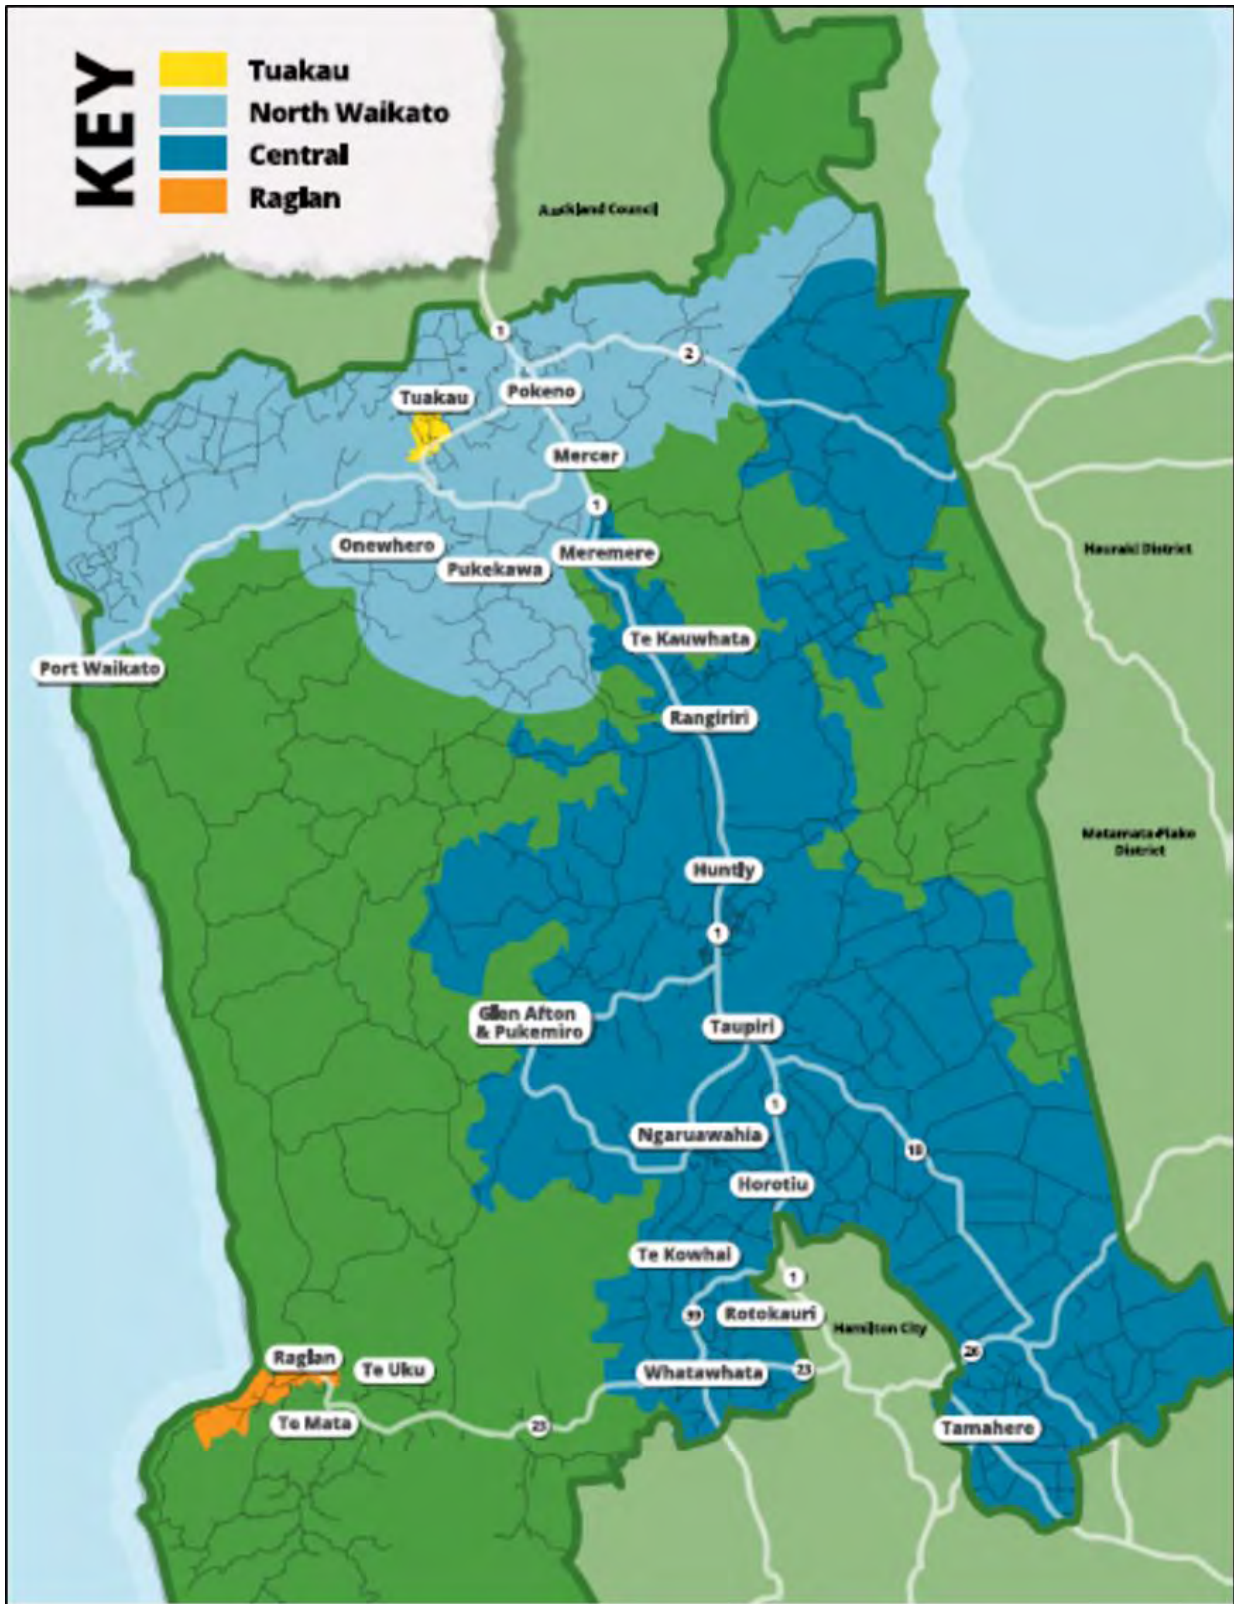 KEY
Tuakau
North Waikato
Central
Raglan
Auckland Council
1
2
Pokeno
Tuakau
Mercer
1
Onewhero
Meremere
Pukekawa
Hauraki District
Te Kauwhata
Port Waikato
Rangiriri
Matamata-Piako
District
Huntly
1
Glen Afton
& Pukemiro
Taupiri
1
Ngaruawahia
1B
Horotiu
Te Kowhai
1
39
Rotokauri
Hamilton City
26
Raglan
Te Uku
Whatawhata
23
Te Mata
23
Tamahere